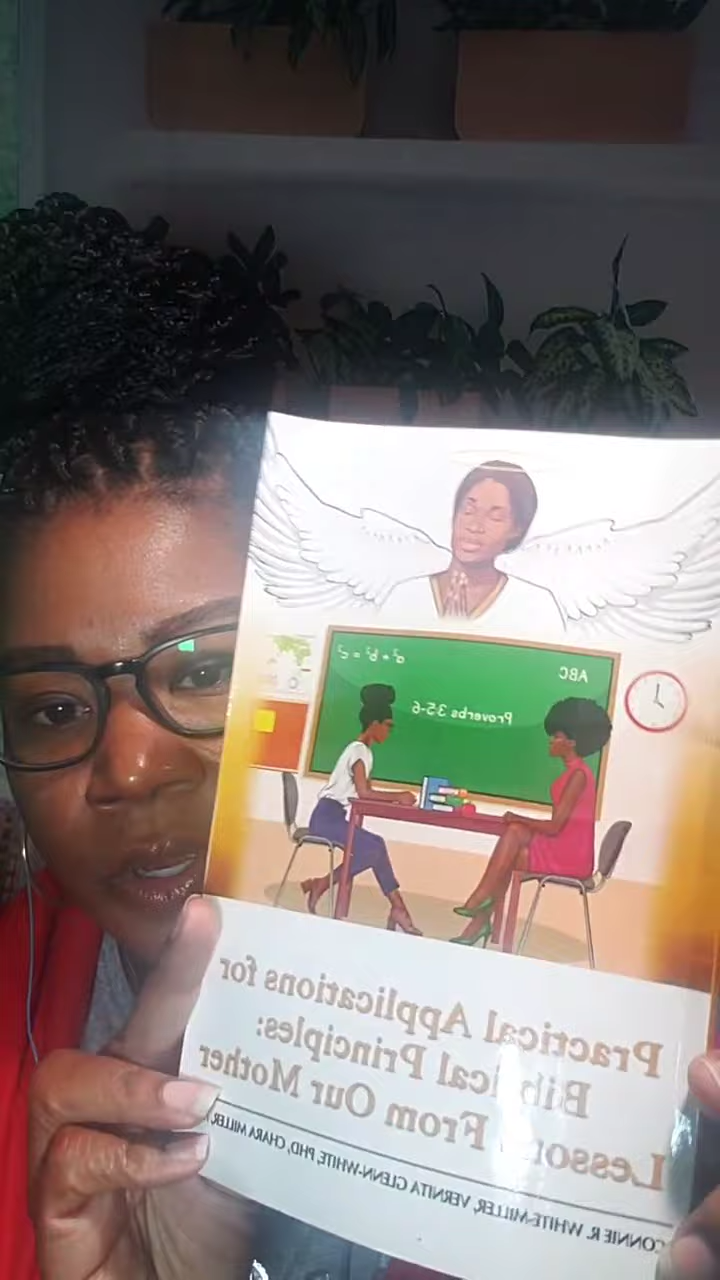 a² + b² = c²
ABC
Proverbs 3:5-6
Practical Applications for
Biblical Principles:
Lessons From Our Mother
CONNIE R. WHITE-MILLER, VERNITA GLENN-WHITE, PHD, CHARA MILLER,